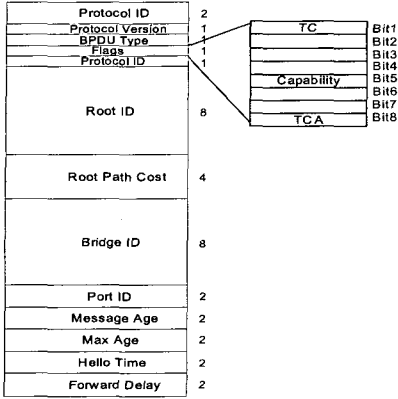 Protocol ID 2
Protocol Version 1
BPDU Type 1
Flags 1
Protocol ID 1
Root ID 8
Root Path Cost 4
Bridge ID 8
Port ID 2
Message Age 2
Max Age 2
Hello Time 2
Forward Delay 2
TC Bit1
Bit2
Bit3
Bit4
Capability Bit5
Bit6
Bit7
TCA Bit8